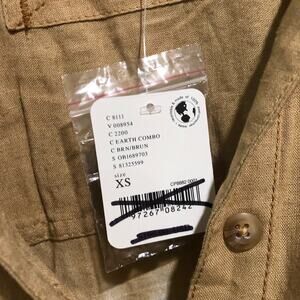 C 8111
V 008954
C 2200
C EARTH COMBO
C BRN/BRUN
S OB1689703
S 81325599
size
XS
97267 08242